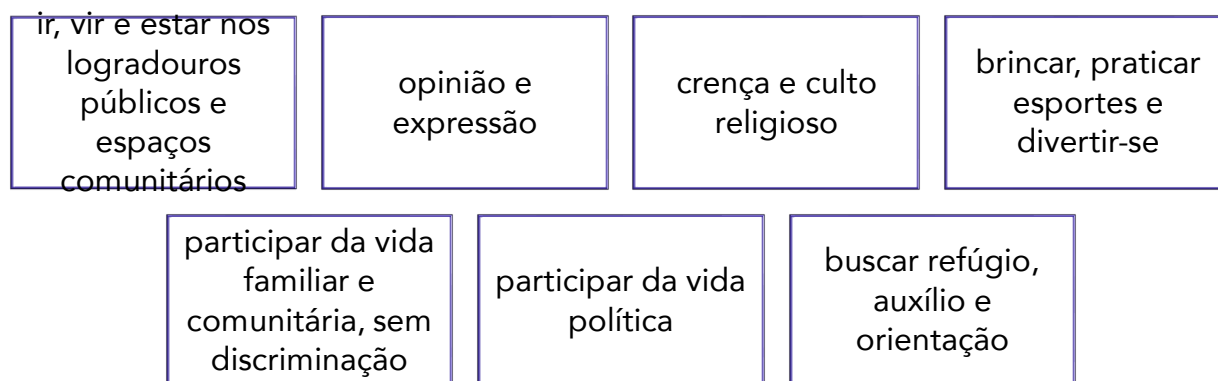 ir, vir e estar nos
logradouros
públicos e
espaços
comunitários
opinião e
expressão
crença e culto
religioso
brincar, praticar
esportes e
divertir-se
participar da vida
familiar e
comunitária, sem
discriminação
participar da vida
política
buscar refúgio,
auxílio e
orientação